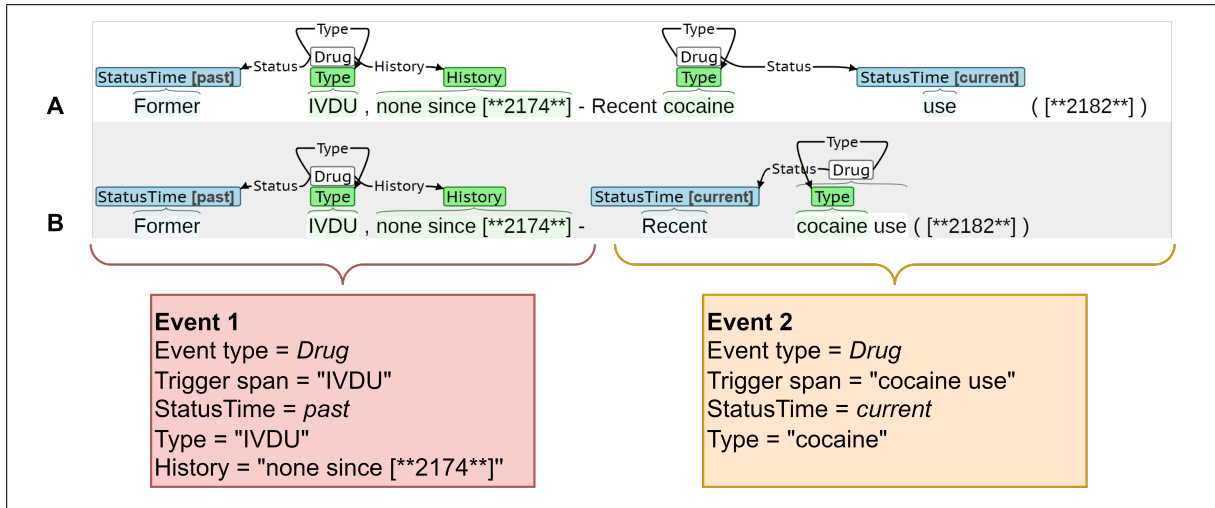 Type Type
Drug Drug
StatusTime [past] Status Type History History Type Status StatusTime [current]
A Former IVDU , none since [**2174**] - Recent cocaine use ( [**2182**] )
Type Type
Drug Status Drug
StatusTime [past] Status Type History History StatusTime [current] Type
B Former IVDU , none since [**2174**] - Recent cocaine use ( [**2182**] )
Event 1
Event type = Drug
Trigger span = "IVDU"
StatusTime = past
Type = "IVDU"
History = "none since [**2174**]"
Event 2
Event type = Drug
Trigger span = "cocaine use"
StatusTime = current
Type = "cocaine"